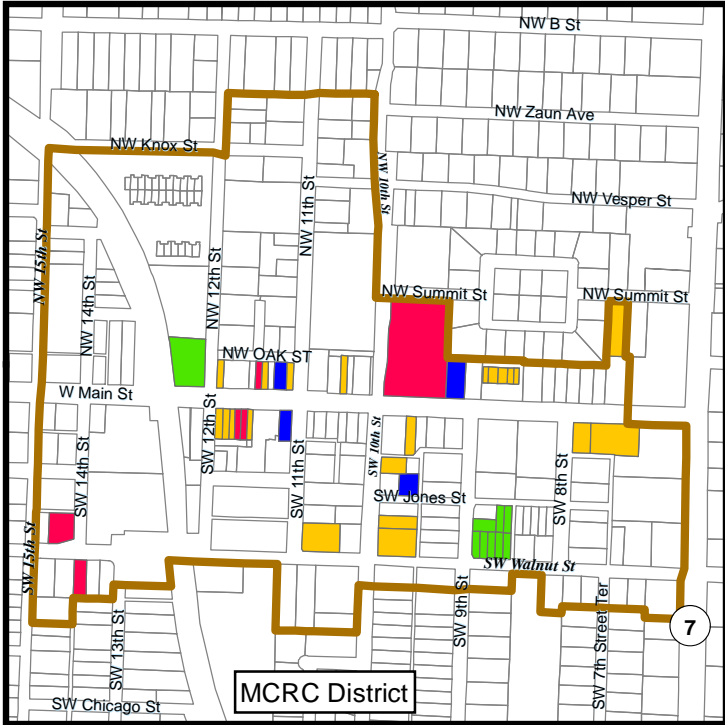 NW B St
NW Zaun Ave
NW Knox St
NW 10th St
NW 11th St
NW Vesper St
NW 15th St
NW 12th St
NW 14th St
NW Summit St
NW Summit St
NW OAK ST
W Main St
SW 12th St
SW 10th St
SW 14th St
SW 11th St
SW 8th St
SW Jones St
SW 15th St
SW Walnut St
SW 9th St
SW 7th Street Ter
SW 13th St
7
MCRC District
SW Chicago St